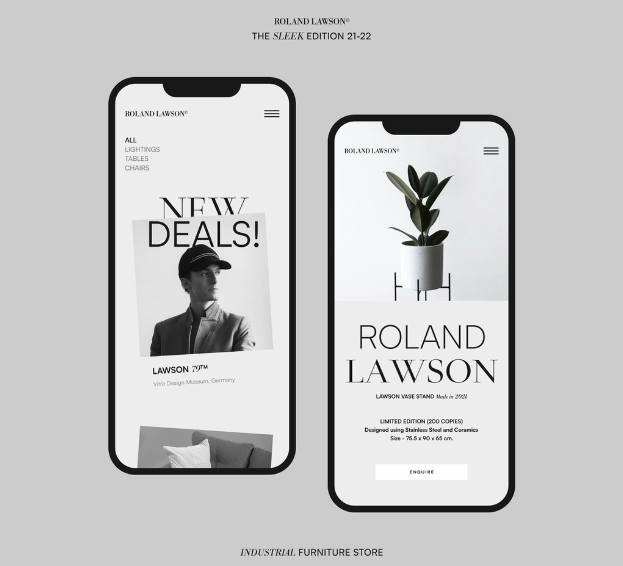 ROLAND LAWSON®
THE SLEEK EDITION 21-22
ROLAND LAWSON®
ALL
LIGHTINGS
TABLES
CHAIRS
NEW
DEALS!
LAWSON 79™
Vitra Design Museum, Germany
ROLAND LAWSON®
ROLAND
LAWSON
LAWSON VASE STAND Made in 2021
LIMITED EDITION (200 COPIES)
Designed using Stainless Steel and Ceramics
Size - 75.5 x 90 x 65 cm.
ENQUIRE
INDUSTRIAL FURNITURE STORE